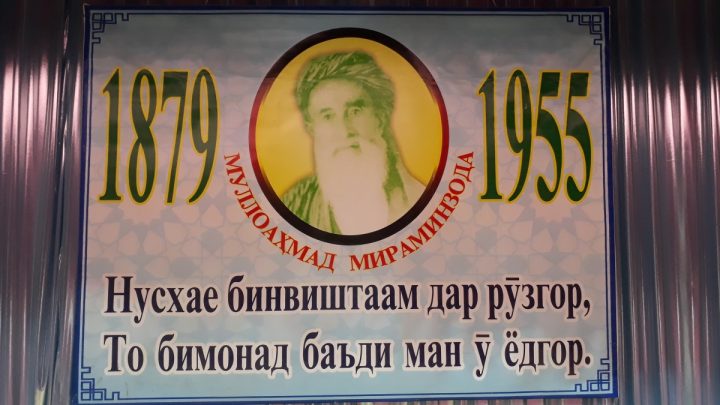 1879
1955
МУЛЛОАҲМАД МИРАМИНЗОДА
Нусхае бинвиштаам дар рӯзгор,
То бимонад баъди ман ӯ ёдгор.